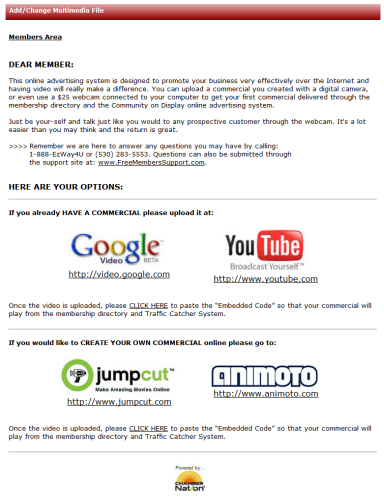 Add/Change Multimedia File
Members Area
DEAR MEMBER:
This online advertising system is designed to promote your business very effectively over the Internet and
having video will really make a difference. You can upload a commercial you created with a digital camera,
or even use a $25 webcam connected to your computer to get your first commercial delivered through the
membership directory and the Community on Display online advertising system.
Just be your-self and talk just like you would to any prospective customer through the webcam. It's a lot
easier than you may think and the return is great.
>>>> Remember we are here to answer any questions you may have by calling:
1-888-EzWay4U or (530) 283-5553. Questions can also be submitted through
the support site at: www.FreeMembersSupport.com.
HERE ARE YOUR OPTIONS:
If you already HAVE A COMMERCIAL please upload it at:
Google
Video BETA
http://video.google.com
YouTube
Broadcast Yourself™
http://www.youtube.com
Once the video is uploaded, please CLICK HERE to paste the "Embedded Code" so that your commercial will
play from the membership directory and Traffic Catcher System.
If you would like to CREATE YOUR OWN COMMERCIAL online please go to:
jumpcut™
Make Amazing Movies Online
http://www.jumpcut.com
ANIMOTO
http://www.animoto.com
Once the video is uploaded, please CLICK HERE to paste the "Embedded Code" so that your commercial will
play from the membership directory and Traffic Catcher System.
Powered by...
CHAMBER
Nation